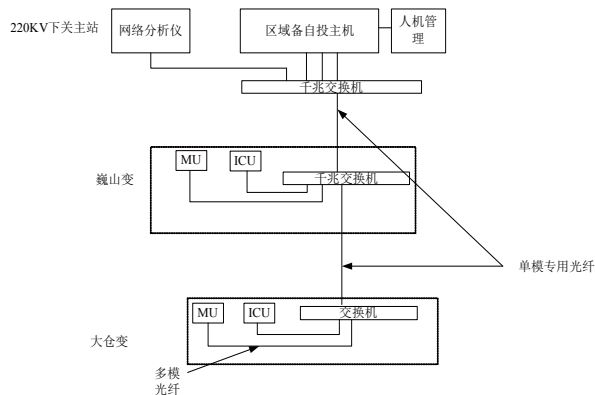 220KV下关主站
网络分析仪
区域备自投主机
人机管
理
千兆交换机
巍山变
MU
ICU
千兆交换机
单模专用光纤
大仓变
MU
ICU
交换机
多模
光纤